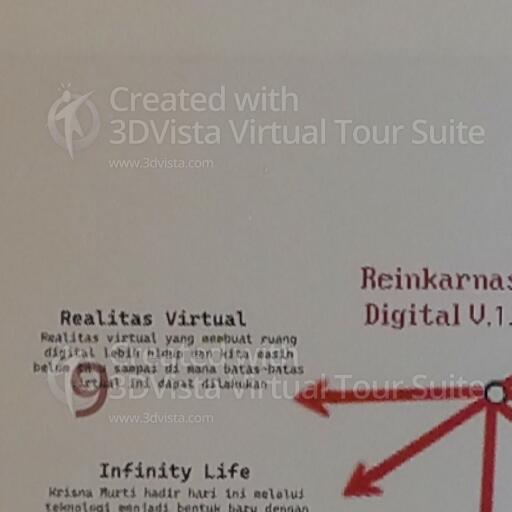 Created with
3DVista Virtual Tour Suite
www.3dvista.com
Reinkarnas
Digital V.1.
Realitas Virtual
Realitas virtual yang membuat ruang
digital lebih hidup dan kita masih
belum sampai di mana batas-batas
virtual ini dapat dilakukan
9
Created with
3DVista Virtual Tour Suite
www.3dvista.com
Infinity Life
Krisna Murti hadir hari ini melalui
teknologi menjadi bentuk baru dengan